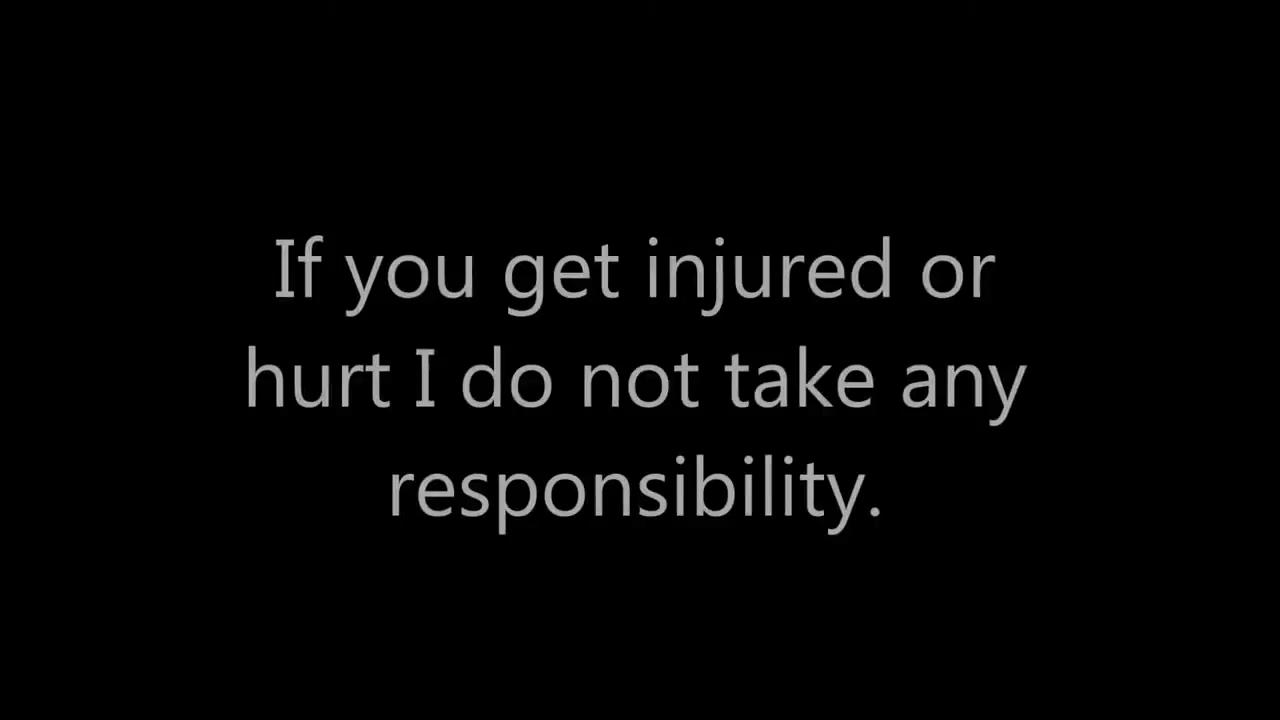 If you get injured or
hurt I do not take any
responsibility.